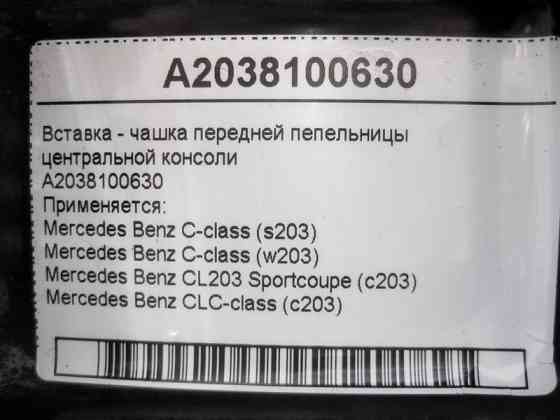 A2038100630
Вставка - чашка передней пепельницы
центральной консоли
A2038100630
Применяется:
Mercedes Benz C-class (s203)
Mercedes Benz C-class (w203)
Mercedes Benz CL203 Sportcoupe (c203)
Mercedes Benz CLC-class (c203)